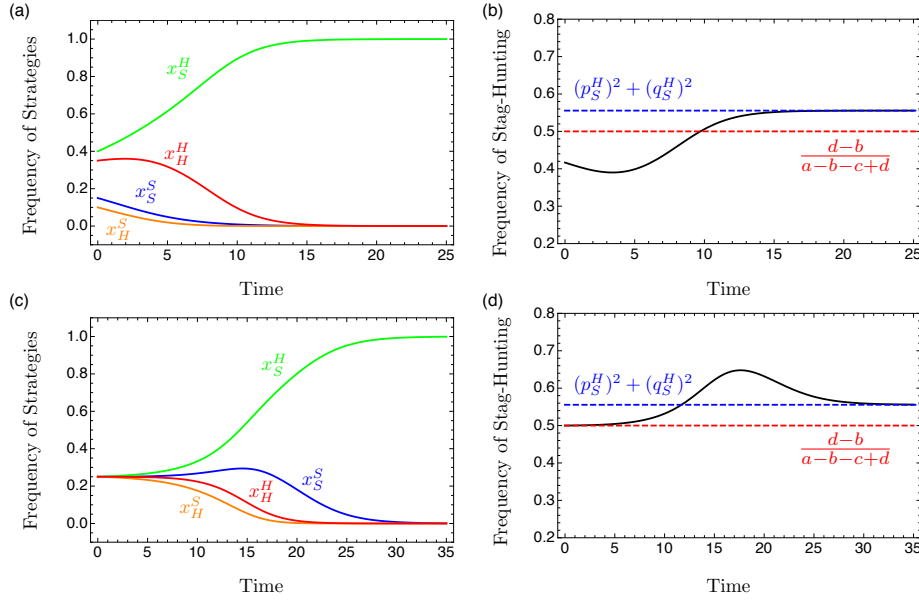 (a)
Frequency of Strategies
1.0
0.8
0.6
0.4
0.2
0.0
x_S^H
x_H^H
x_S^S
x_H^S
0 5 10 15 20 25
Time
(b)
Frequency of Stag-Hunting
0.8
0.7
0.6
0.5
0.4
0.3
0.2
(p_S^H)^2 + (q_S^H)^2
d−b
a−b−c+d
0 5 10 15 20 25
Time
(c)
Frequency of Strategies
1.0
0.8
0.6
0.4
0.2
0.0
x_S^H
x_H^H
x_S^S
x_H^S
0 5 10 15 20 25 30 35
Time
(d)
Frequency of Stag-Hunting
0.8
0.7
0.6
0.5
0.4
0.3
0.2
(p_S^H)^2 + (q_S^H)^2
d−b
a−b−c+d
0 5 10 15 20 25 30 35
Time